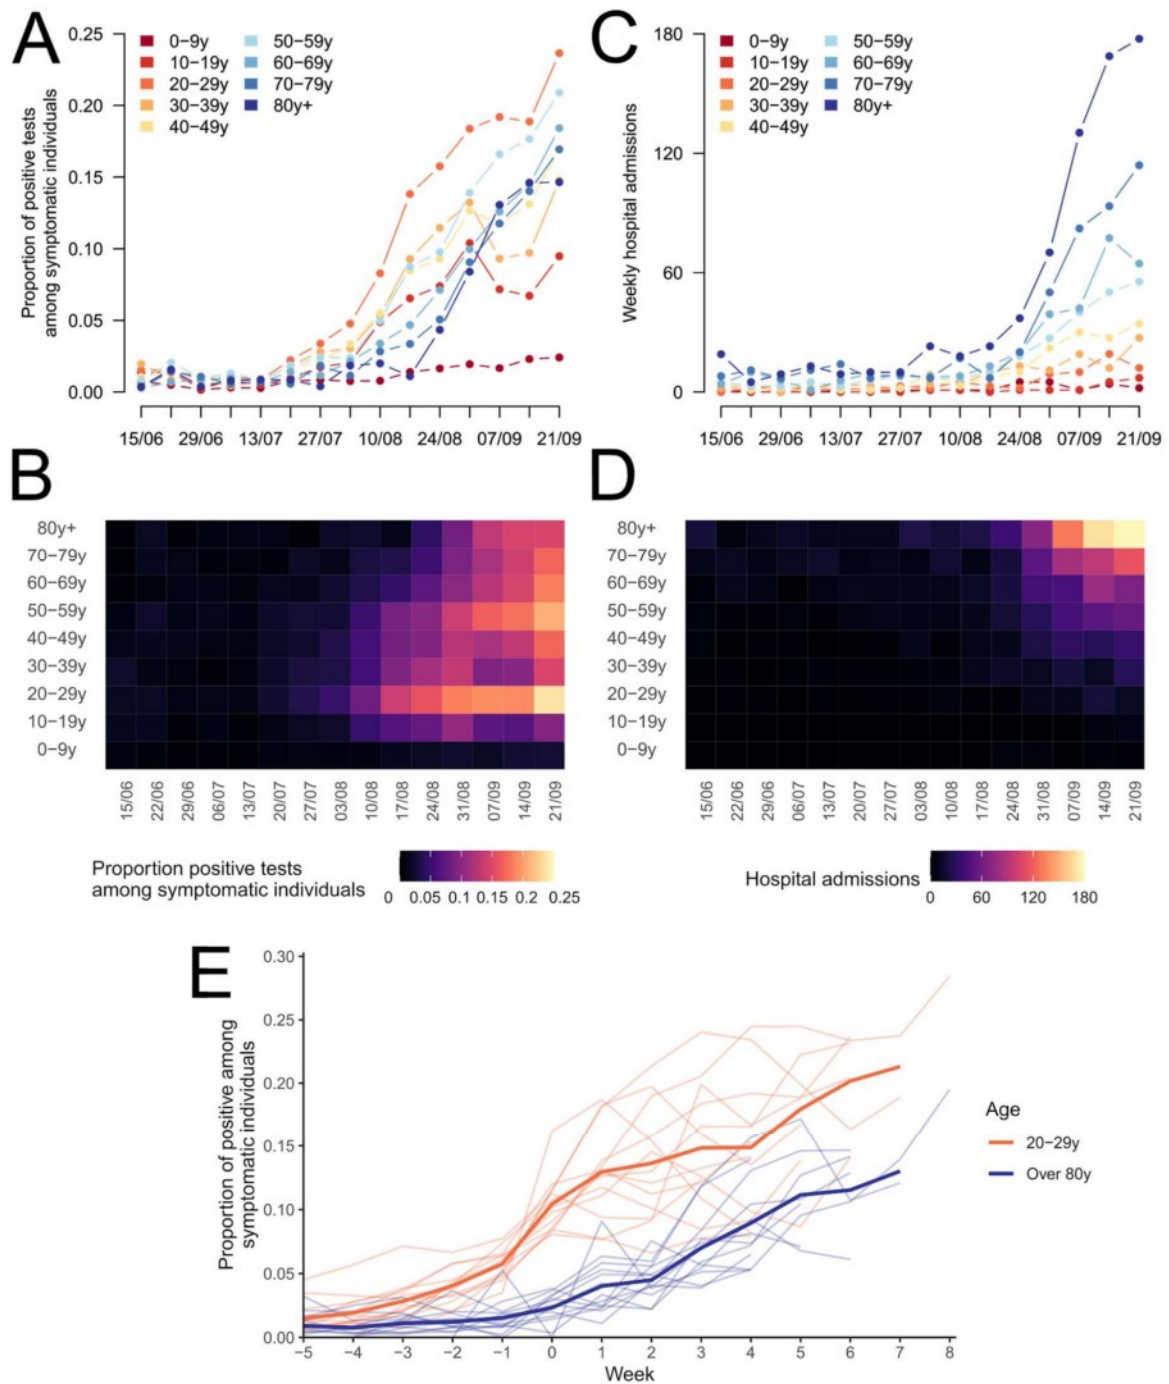 A
Proportion of positive tests
among symptomatic individuals
0.25
0.20
0.15
0.10
0.05
0.00
0−9y
10−19y
20−29y
30−39y
40−49y
50−59y
60−69y
70−79y
80y+
15/06
29/06
13/07
27/07
10/08
24/08
07/09
21/09
C
Weekly hospital admissions
180
120
60
0
0−9y
10−19y
20−29y
30−39y
40−49y
50−59y
60−69y
70−79y
80y+
15/06
29/06
13/07
27/07
10/08
24/08
07/09
21/09
B
80y+
70−79y
60−69y
50−59y
40−49y
30−39y
20−29y
10−19y
0−9y
15/06
22/06
29/06
06/07
13/07
20/07
27/07
03/08
10/08
17/08
24/08
31/08
07/09
14/09
21/09
Proportion positive tests
among symptomatic individuals
0 0.05 0.1 0.15 0.2 0.25
D
80y+
70−79y
60−69y
50−59y
40−49y
30−39y
20−29y
10−19y
0−9y
15/06
22/06
29/06
06/07
13/07
20/07
27/07
03/08
10/08
17/08
24/08
31/08
07/09
14/09
21/09
Hospital admissions
0 60 120 180
E
Proportion of positive among
symptomatic individuals
0.30
0.25
0.20
0.15
0.10
0.05
0.00
−5 −4 −3 −2 −1 0 1 2 3 4 5 6 7 8
Week
Age
20−29y
Over 80y